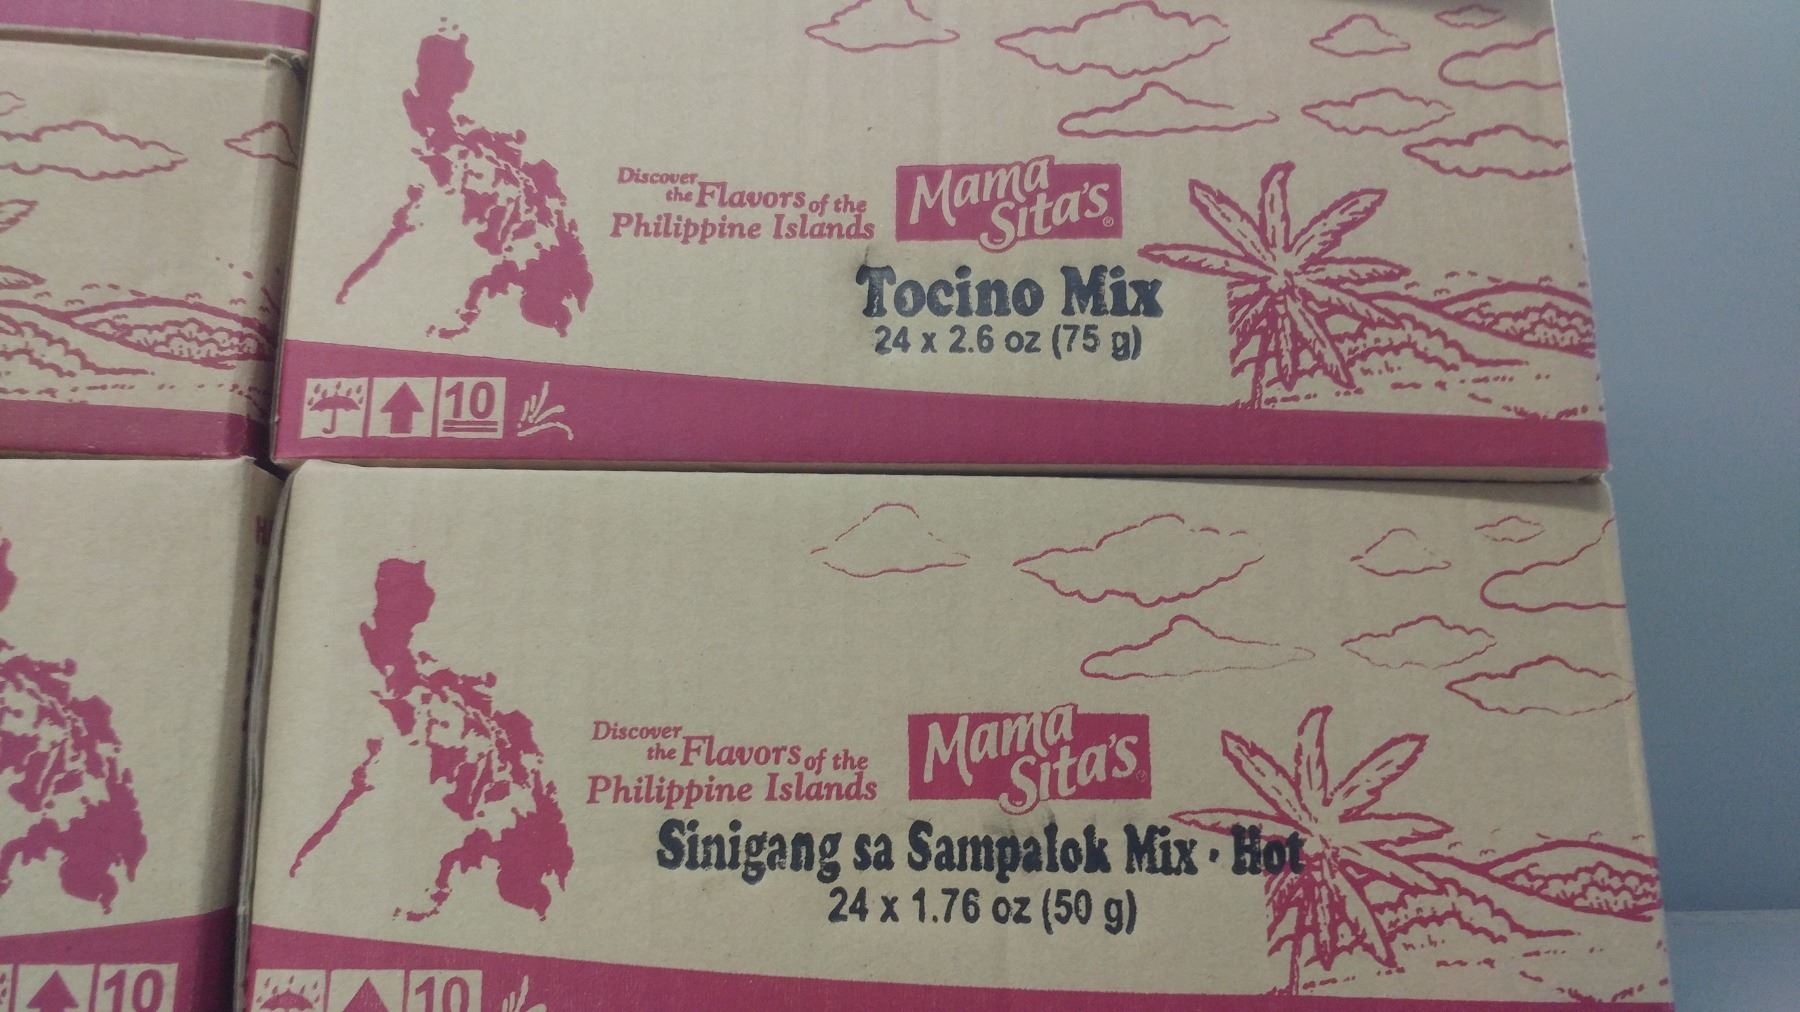 Discover
the Flavors of the
Philippine Islands
Mama
Sita's®
Tocino Mix
24 x 2.6 oz (75 g)
10
Discover
the Flavors of the
Philippine Islands
Mama
Sita's®
Sinigang sa Sampalok Mix · Hot
24 x 1.76 oz (50 g)
10
10